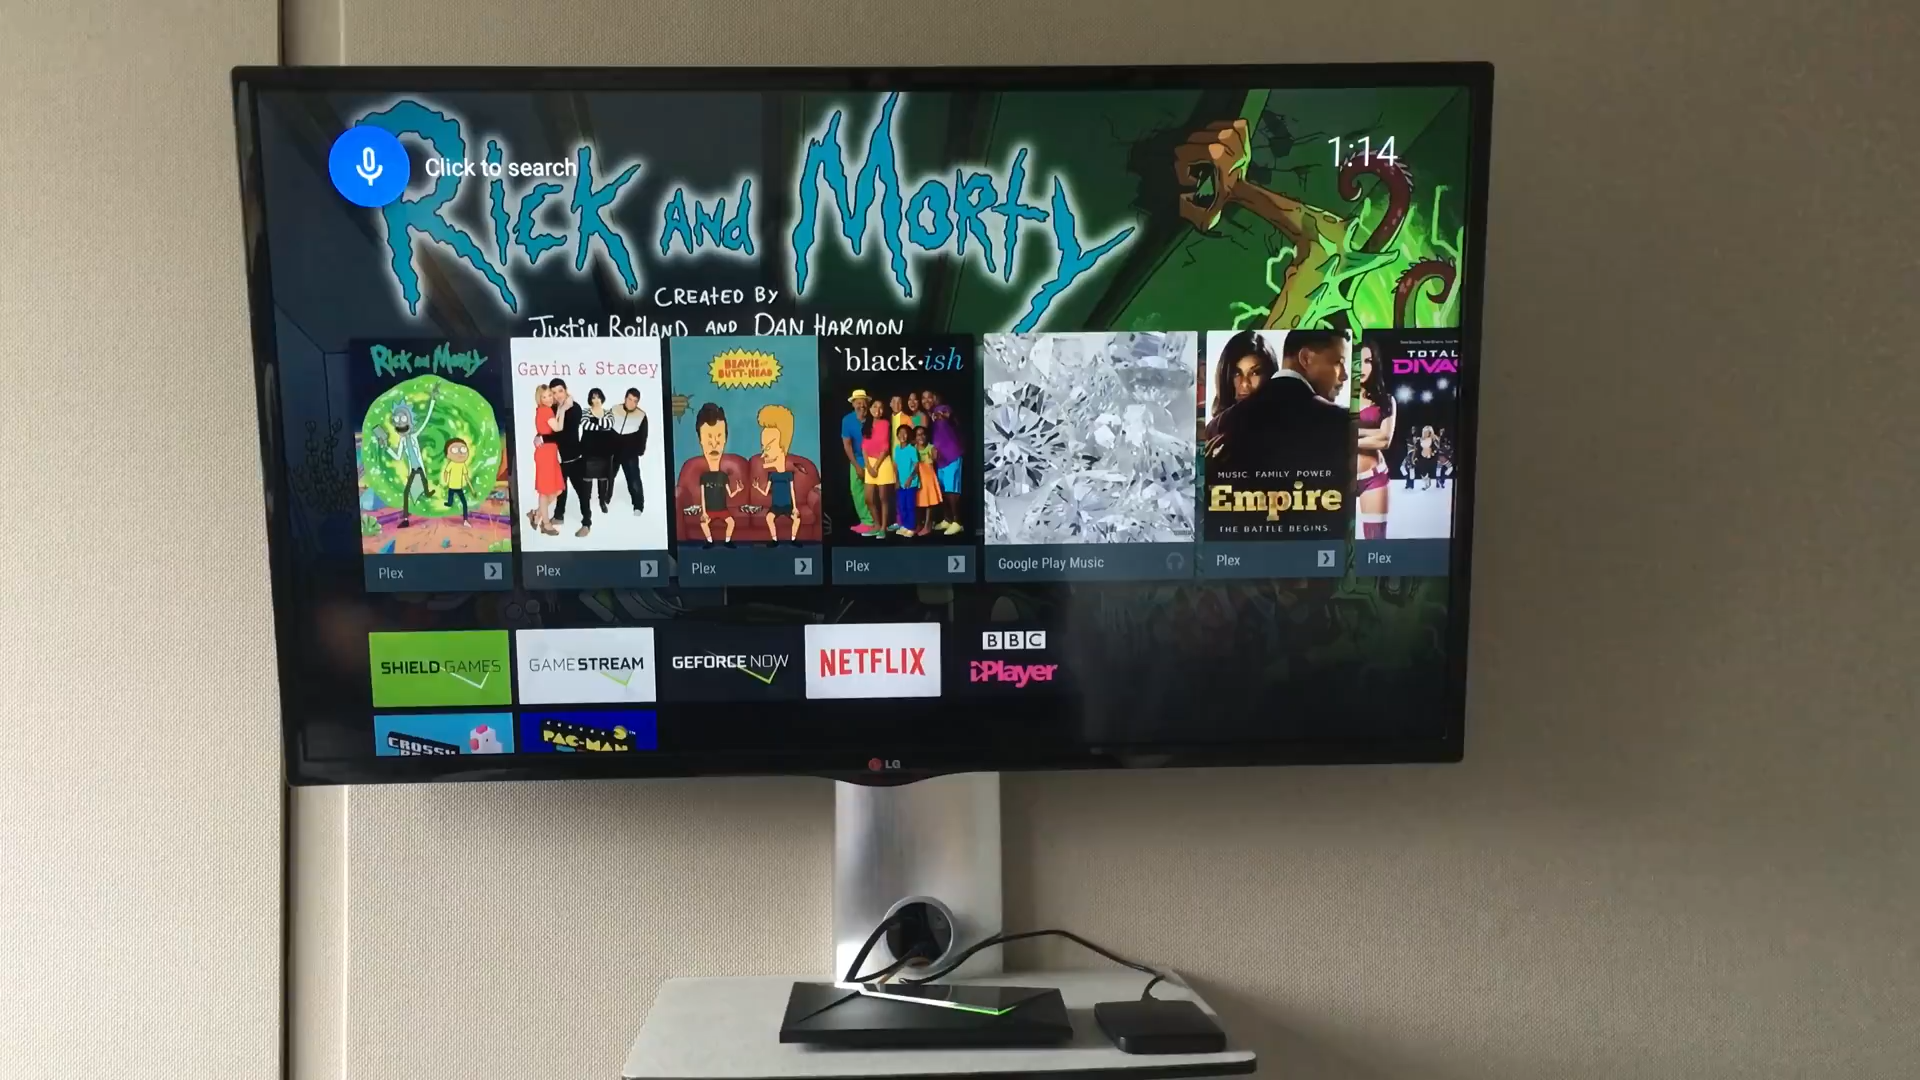 RICK AND MORTY
Click to search
1:14
CREATED BY
JUSTIN ROILAND AND DAN HARMON
RICK AND MORTY
Gavin & Stacey
BEAVIS AND
BUTT-HEAD
`black·ish
MUSIC. FAMILY. POWER.
Empire
THE BATTLE BEGINS.
TOTAL
DIVAS
Plex
Plex
Plex
Plex
Google Play Music
Plex
Plex
SHIELD GAMES
GAMESTREAM
GEFORCE NOW
NETFLIX
BBC
iPlayer
CROSSY
PAC-MAN
LG